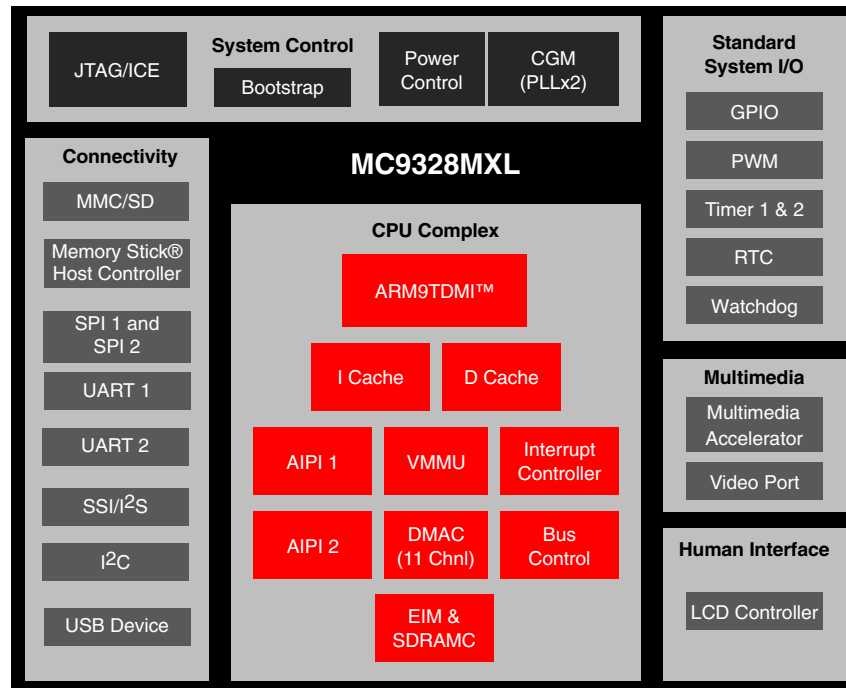 System Control
JTAG/ICE
Bootstrap
Power
Control
CGM
(PLLx2)
Standard
System I/O
GPIO
PWM
Timer 1 & 2
RTC
Watchdog
Connectivity
MMC/SD
Memory Stick®
Host Controller
SPI 1 and
SPI 2
UART 1
UART 2
SSI/I2S
I2C
USB Device
MC9328MXL
CPU Complex
ARM9TDMI™
I Cache
D Cache
AIPI 1
VMMU
Interrupt
Controller
AIPI 2
DMAC
(11 Chnl)
Bus
Control
EIM &
SDRAMC
Multimedia
Multimedia
Accelerator
Video Port
Human Interface
LCD Controller